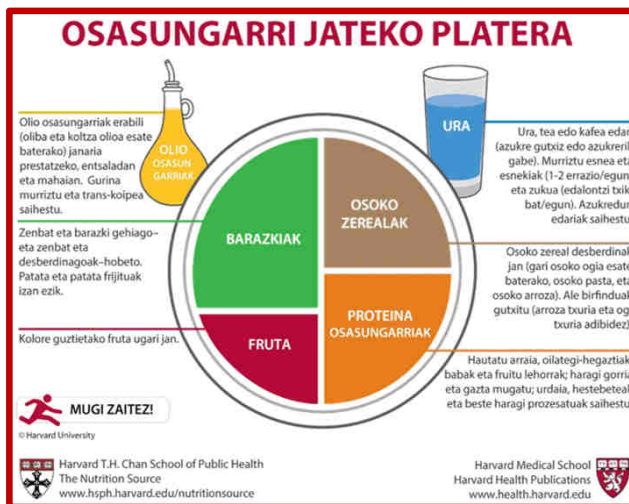 OSASUNGARRI JATEKO PLATERA
Olio osasungarriak erabili
(oliba eta koltza olioa esate
baterako) janaria
prestatzeko, entsaladan
eta mahaian. Gurina
murriztu eta trans-koipea
saihestu.
OLIO
OSASUN-
GARRIAK
URA
Ura, tea edo kafea edan
(azukre gutxiz edo azukreril
gabe). Murriztu esnea eta
esnekiak (1-2 errazio/egun)
eta zukua (edalontzi txik
bat/egun). Azukredun
edariak saihestu
Zenbat eta barazki gehiago–
eta zenbat eta
desberdinagoak–hobeto.
Patata eta patata frijituak
izan ezik.
BARAZKIAK
OSOKO
ZEREALAK
Osoko zereal desberdinak
jan (gari osoko ogia esate
baterako, osoko pasta, eta
osoko arroza). Ale birfinduak
gutxitu (arroza txuria eta og
txuria adibidez)
Kolore guztietako fruta ugari jan.
FRUTA
PROTEINA
OSASUNGARRIAK
Hautatu arraia, oilategi-hegaztiak
babak eta fruitu lehorrak; haragi gorria
eta gazta mugatu; urdaia, hestebeteak
eta beste haragi prozesatuak saihestu
MUGI ZAITEZ!
© Harvard University
Harvard T.H. Chan School of Public Health
The Nutrition Source
www.hsph.harvard.edu/nutritionsource
Harvard Medical School
Harvard Health Publications
www.health.harvard.edu